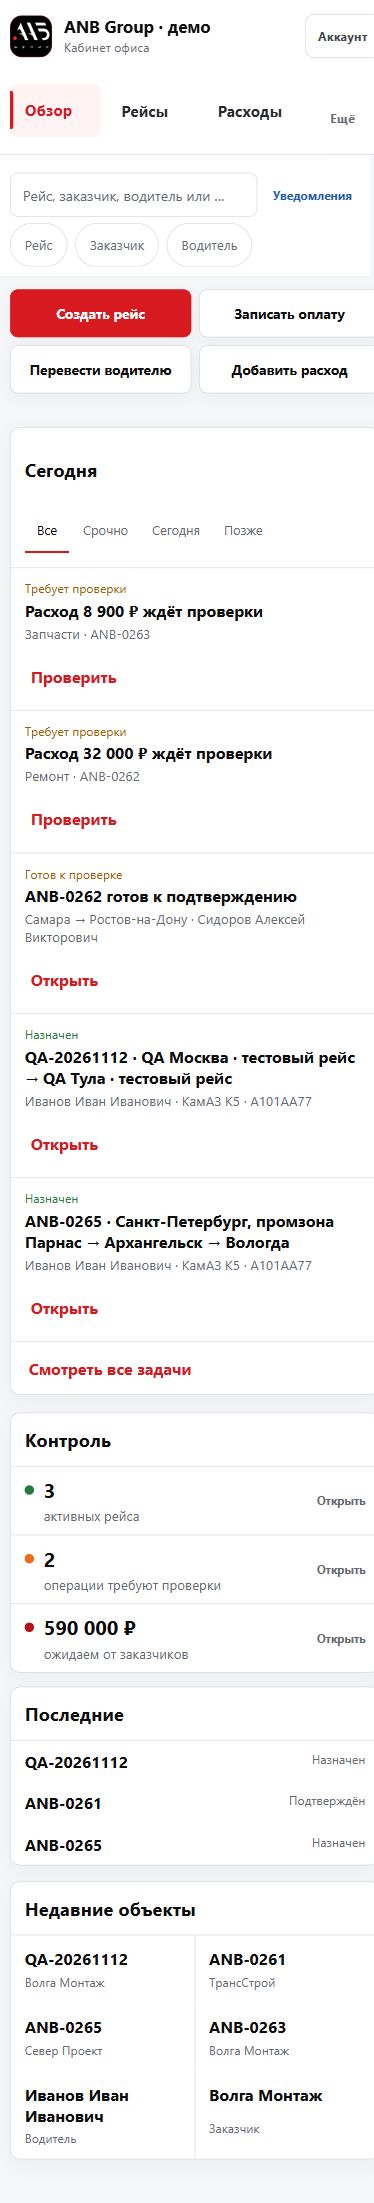 ANB GROUP
ANB Group · демо
Кабинет офиса
Аккаунт
Обзор
Рейсы
Расходы
Ещё
Рейс, заказчик, водитель или ...
Уведомления
Рейс
Заказчик
Водитель
Создать рейс
Записать оплату
Перевести водителю
Добавить расход
Сегодня
Все
Срочно
Сегодня
Позже
Требует проверки
Расход 8 900 ₽ ждёт проверки
Запчасти · ANB-0263
Проверить
Требует проверки
Расход 32 000 ₽ ждёт проверки
Ремонт · ANB-0262
Проверить
Готов к проверке
ANB-0262 готов к подтверждению
Самара → Ростов-на-Дону · Сидоров Алексей
Викторович
Открыть
Назначен
QA-20261112 · QA Москва · тестовый рейс
→ QA Тула · тестовый рейс
Иванов Иван Иванович · КамАЗ К5 · А101АА77
Открыть
Назначен
ANB-0265 · Санкт-Петербург, промзона
Парнас → Архангельск → Вологда
Иванов Иван Иванович · КамАЗ К5 · А101АА77
Открыть
Смотреть все задачи
Контроль
3
активных рейса
Открыть
2
операции требуют проверки
Открыть
590 000 ₽
ожидаем от заказчиков
Открыть
Последние
QA-20261112
Назначен
ANB-0261
Подтверждён
ANB-0265
Назначен
Недавние объекты
QA-20261112
Волга Монтаж
ANB-0261
ТрансСтрой
ANB-0265
Север Проект
ANB-0263
Волга Монтаж
Иванов Иван
Иванович
Водитель
Волга Монтаж
Заказчик